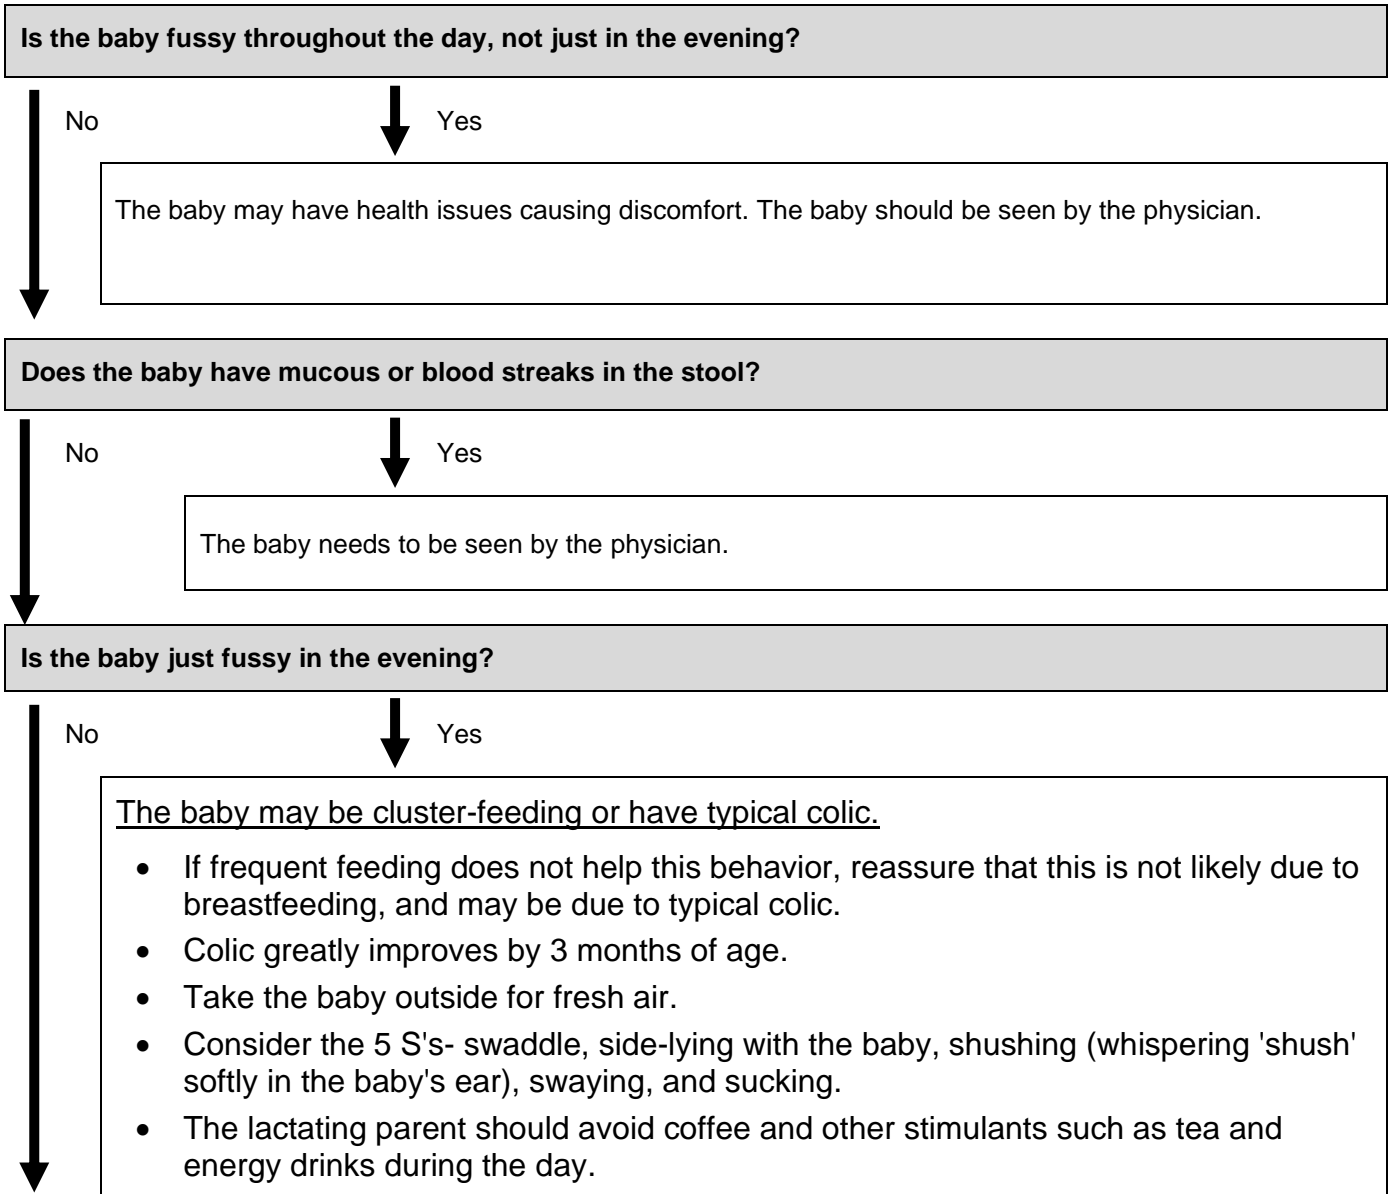 Is the baby fussy throughout the day, not just in the evening?
No
Yes
The baby may have health issues causing discomfort. The baby should be seen by the physician.
Does the baby have mucous or blood streaks in the stool?
No
Yes
The baby needs to be seen by the physician.
Is the baby just fussy in the evening?
No
Yes
The baby may be cluster-feeding or have typical colic.
• If frequent feeding does not help this behavior, reassure that this is not likely due to
breastfeeding, and may be due to typical colic.
• Colic greatly improves by 3 months of age.
• Take the baby outside for fresh air.
• Consider the 5 S's- swaddle, side-lying with the baby, shushing (whispering 'shush'
softly in the baby's ear), swaying, and sucking.
• The lactating parent should avoid coffee and other stimulants such as tea and
energy drinks during the day.